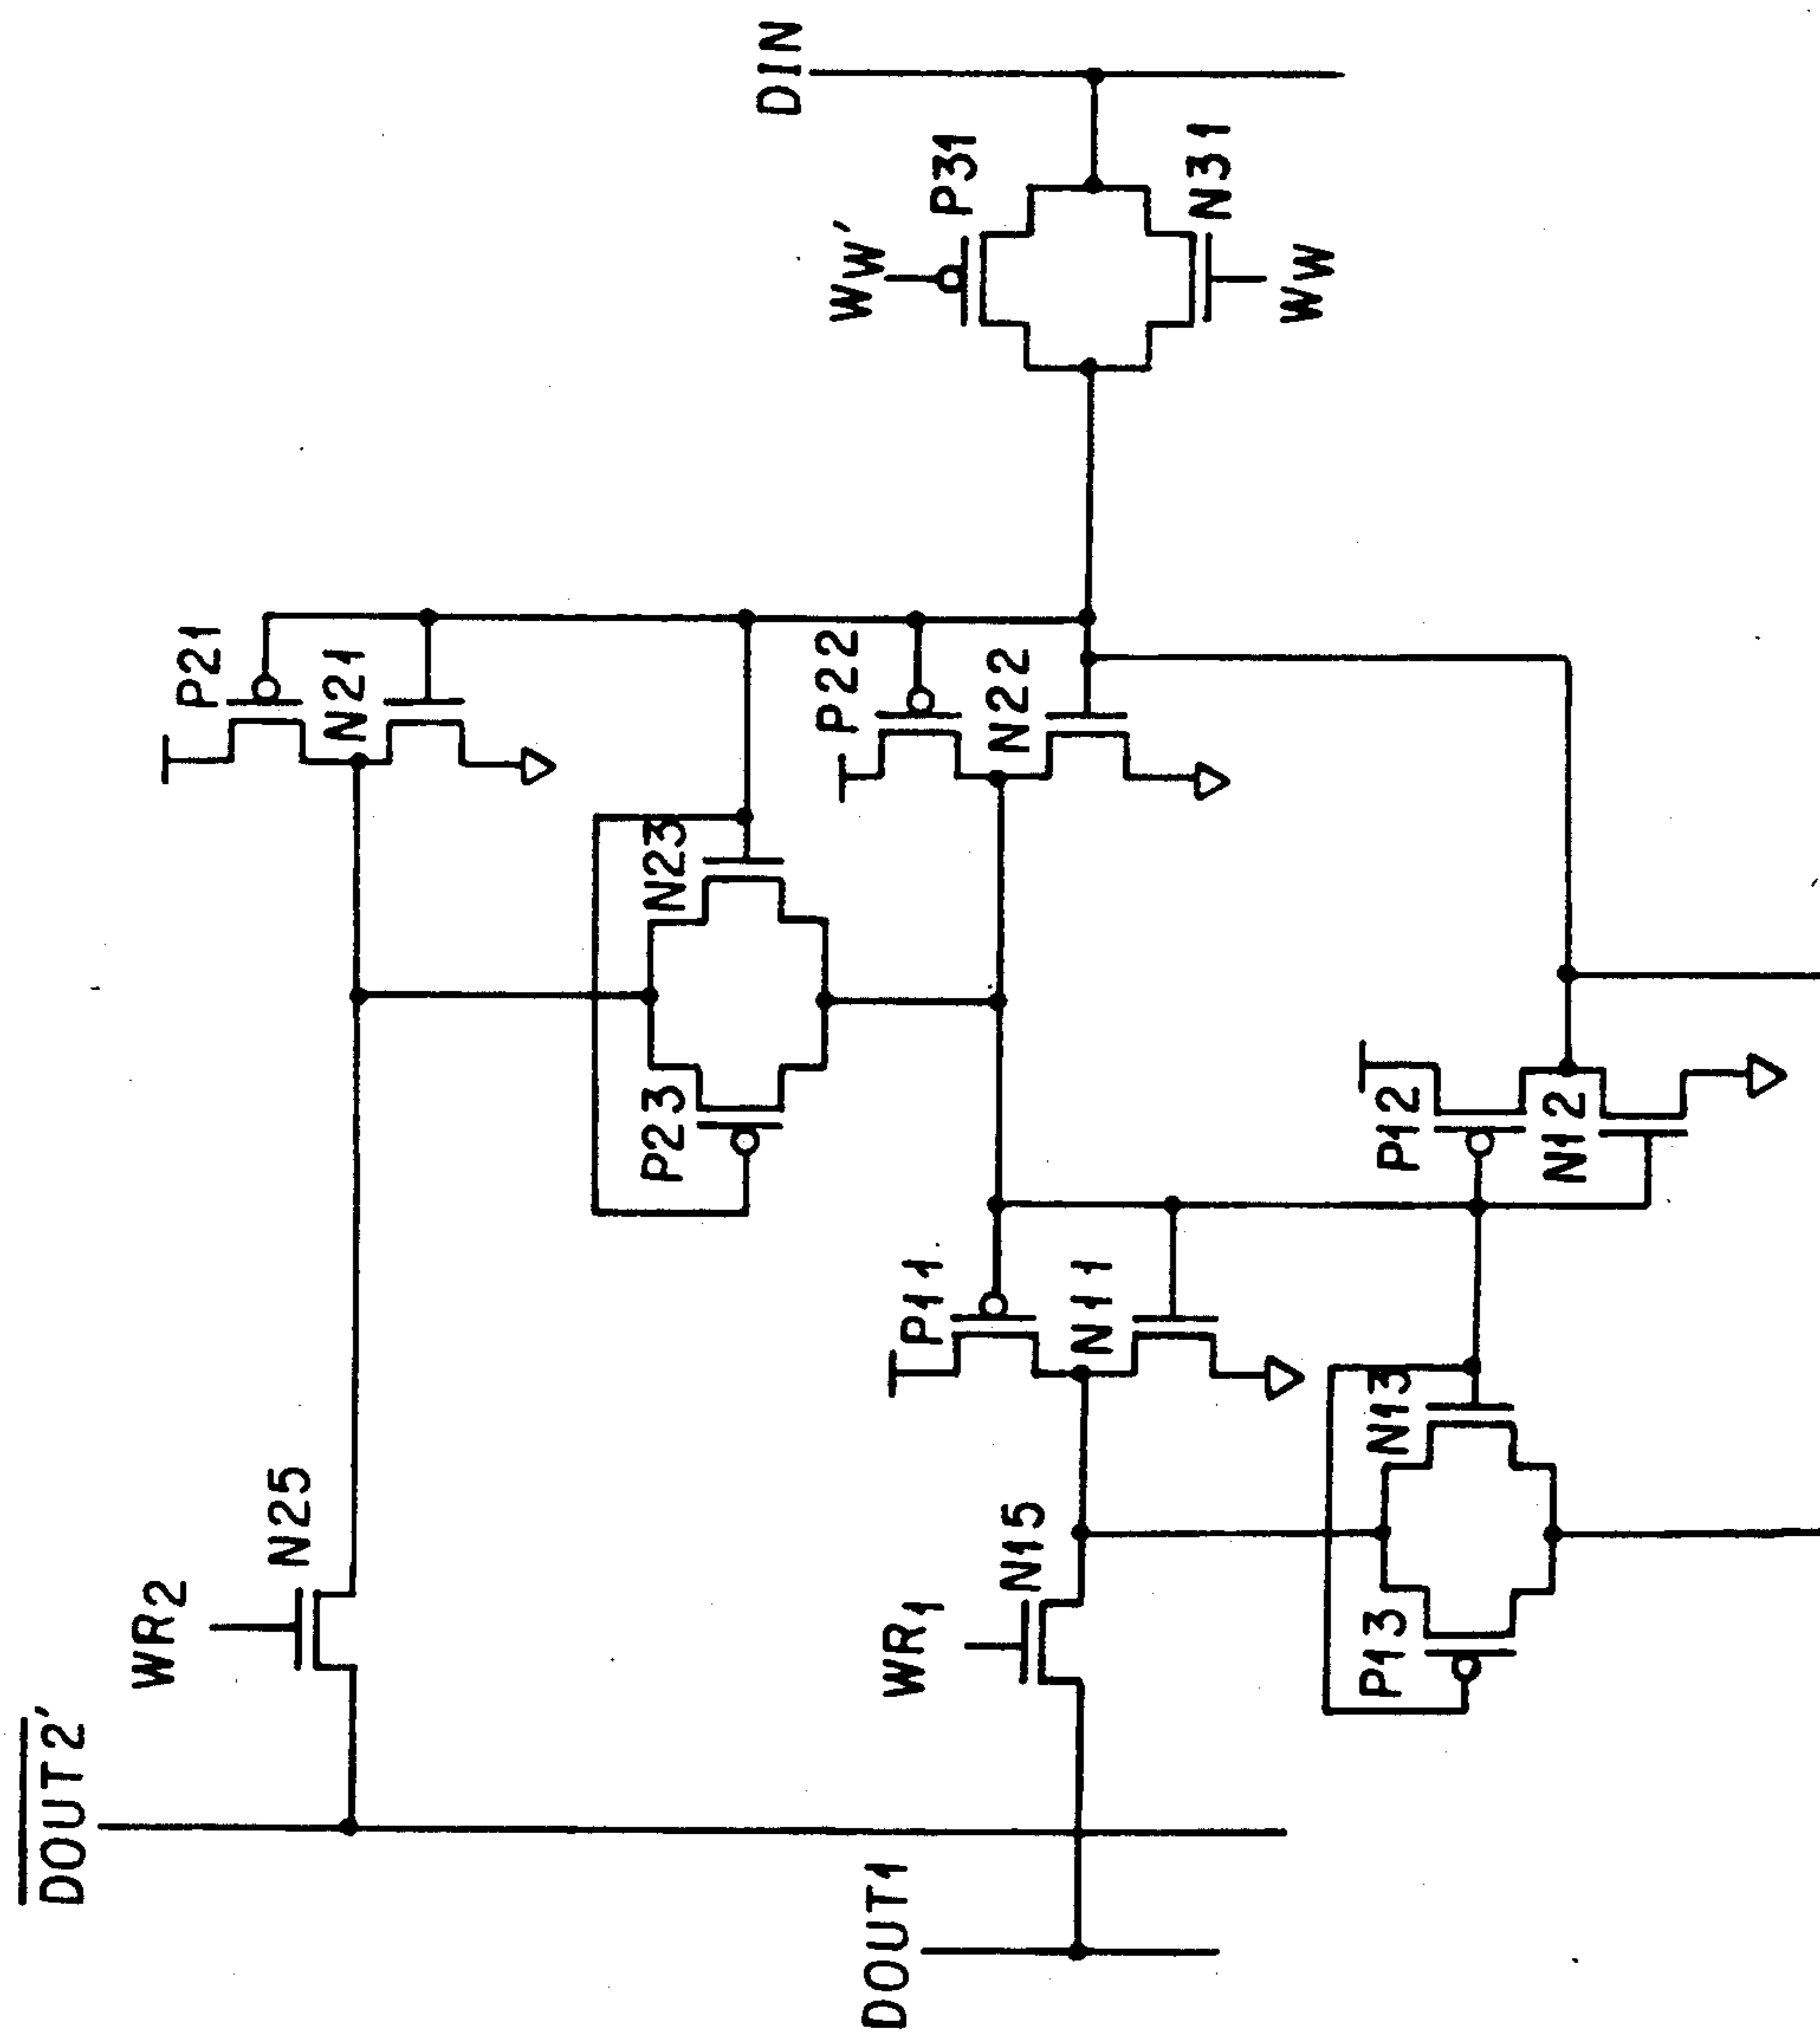 DIN
P31
N31
WW'
WW
P21
N21
P22
N22
N23
P23
P12
N12
P11
N11
N13
P13
N25
N15
WR2
WR1
DOUT2'
DOUT1